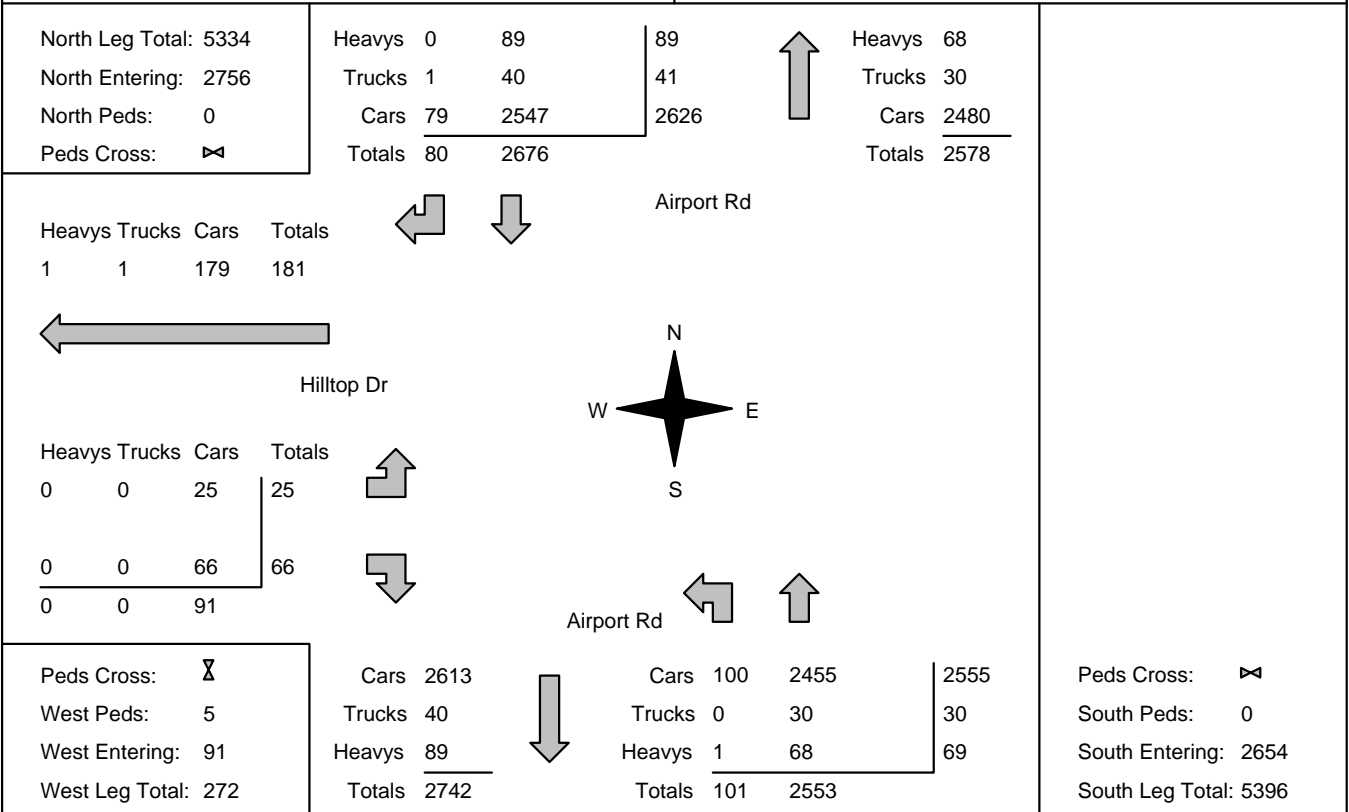 North Leg Total: 5334
North Entering: 2756
North Peds: 0
Peds Cross:
Heavys 0 89 89
Trucks 1 40 41
Cars 79 2547 2626
Totals 80 2676
Heavys 68
Trucks 30
Cars 2480
Totals 2578
Airport Rd
Heavys Trucks Cars Totals
1 1 179 181
Hilltop Dr
N
W E
S
Heavys Trucks Cars Totals
0 0 25 25
0 0 66 66
0 0 91
Airport Rd
Peds Cross:
West Peds: 5
West Entering: 91
West Leg Total: 272
Cars 2613
Trucks 40
Heavys 89
Totals 2742
Cars 100 2455 2555
Trucks 0 30 30
Heavys 1 68 69
Totals 101 2553
Peds Cross:
South Peds: 0
South Entering: 2654
South Leg Total: 5396